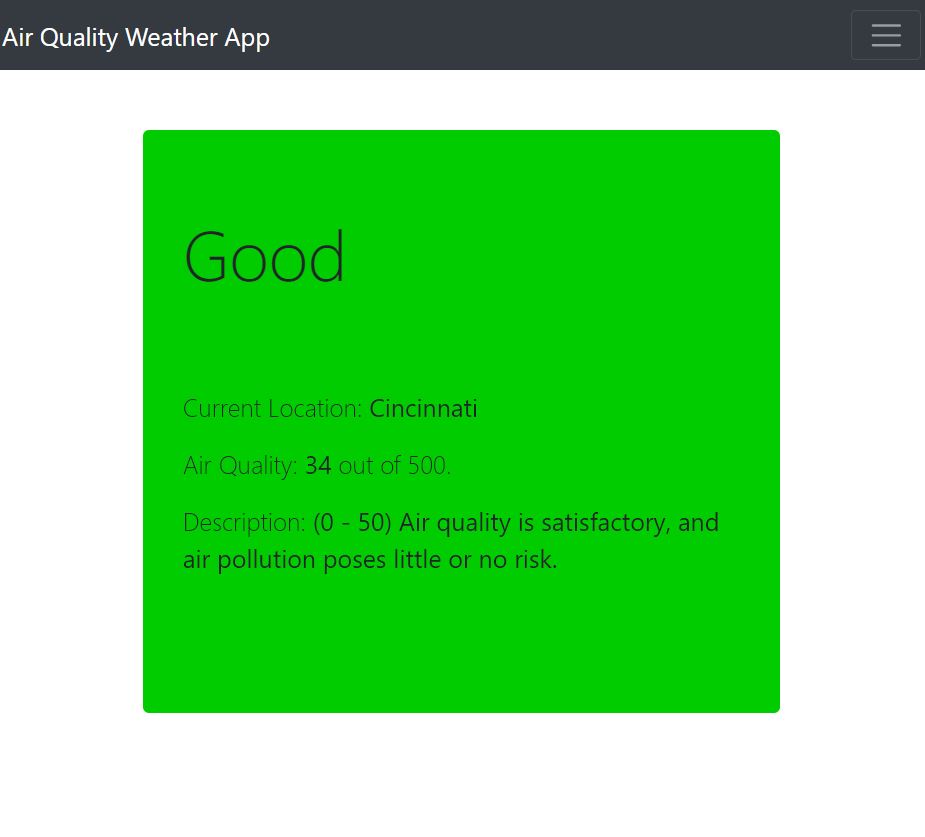 Air Quality Weather App
Good
Current Location: Cincinnati
Air Quality: 34 out of 500.
Description: (0 - 50) Air quality is satisfactory, and
air pollution poses little or no risk.